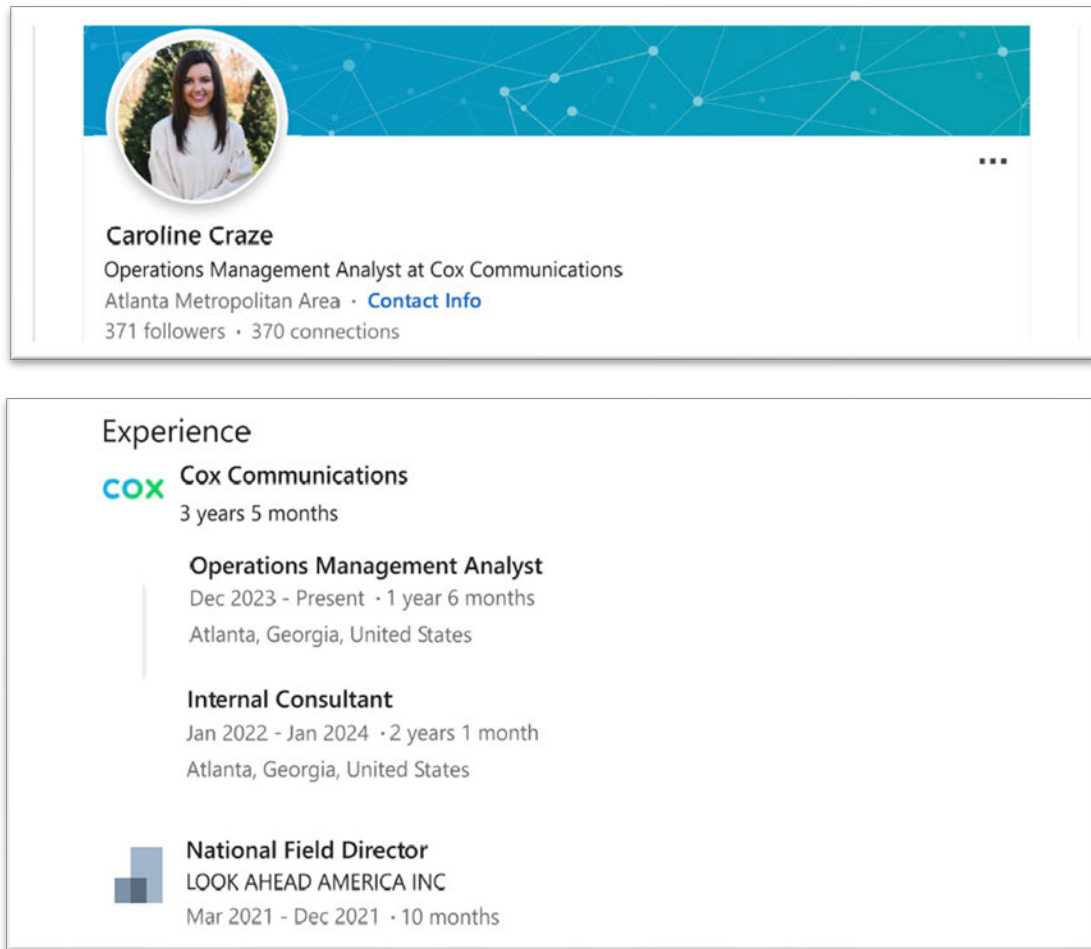 Caroline Craze
Operations Management Analyst at Cox Communications
Atlanta Metropolitan Area · Contact Info
371 followers · 370 connections
Experience
COX
Cox Communications
3 years 5 months
Operations Management Analyst
Dec 2023 - Present · 1 year 6 months
Atlanta, Georgia, United States
Internal Consultant
Jan 2022 - Jan 2024 · 2 years 1 month
Atlanta, Georgia, United States
National Field Director
LOOK AHEAD AMERICA INC
Mar 2021 - Dec 2021 · 10 months